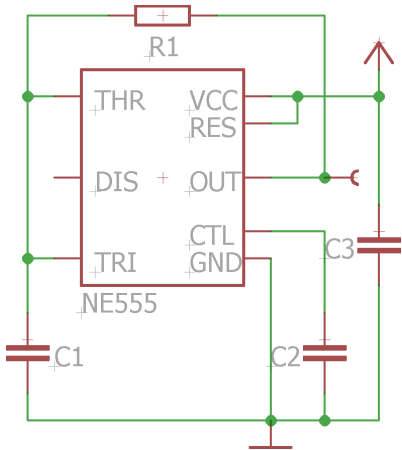 R1
THR
VCC
RES
DIS
OUT
CTL
C3
TRI
GND
NE555
C1
C2